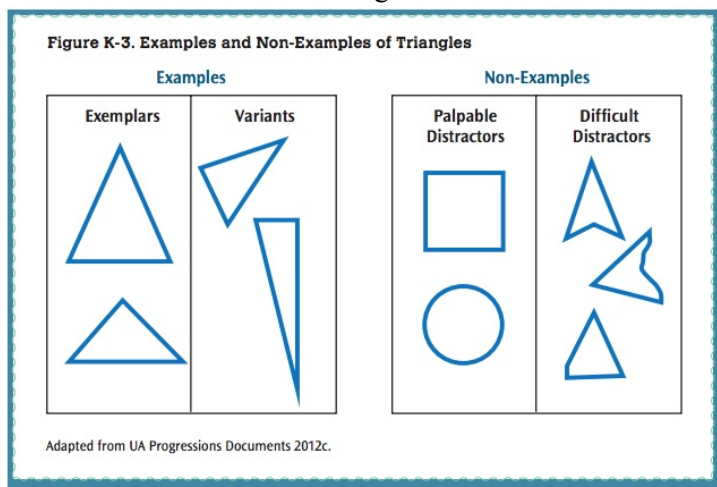 Figure K-3. Examples and Non-Examples of Triangles
Examples
Non-Examples
Exemplars
Variants
Palpable
Distractors
Difficult
Distractors
Adapted from UA Progressions Documents 2012c.